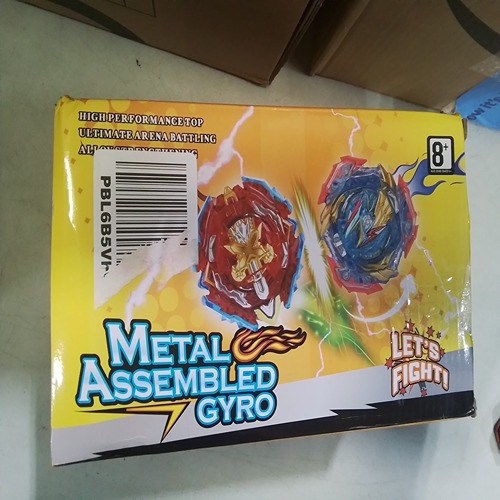 HIGH PERFORMANCE TOP
ULTIMATE ARENA BATTLING
8+
PBL6B5V
METAL
ASSEMBLED
GYRO
LET'S
FIGHT!